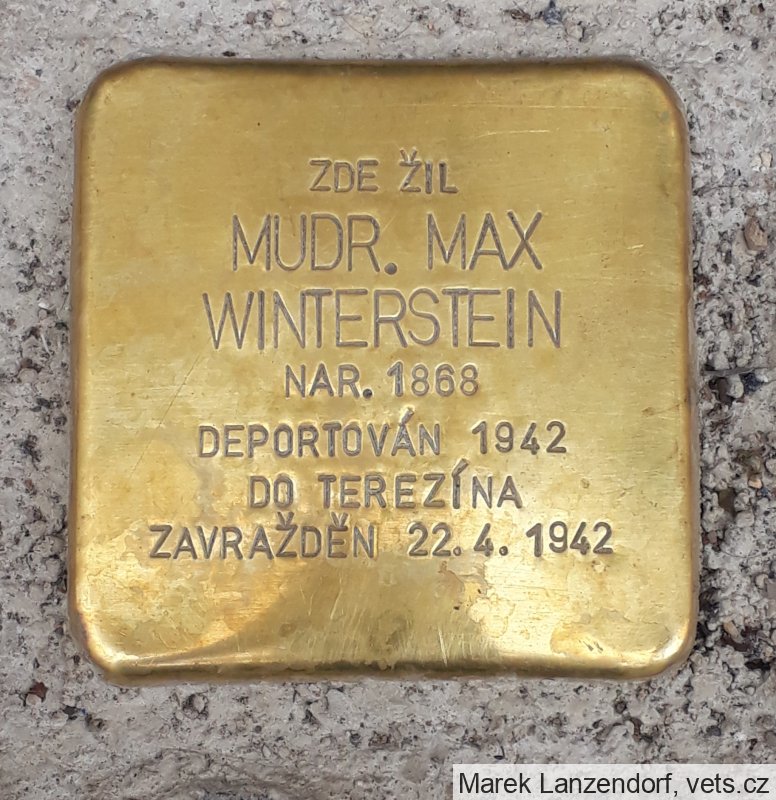 ZDE ŽIL
MUDR. MAX
WINTERSTEIN
NAR. 1868
DEPORTOVÁN 1942
DO TEREZÍNA
ZAVRAŽDĚN 22. 4. 1942
Marek Lanzendorf, vets.cz